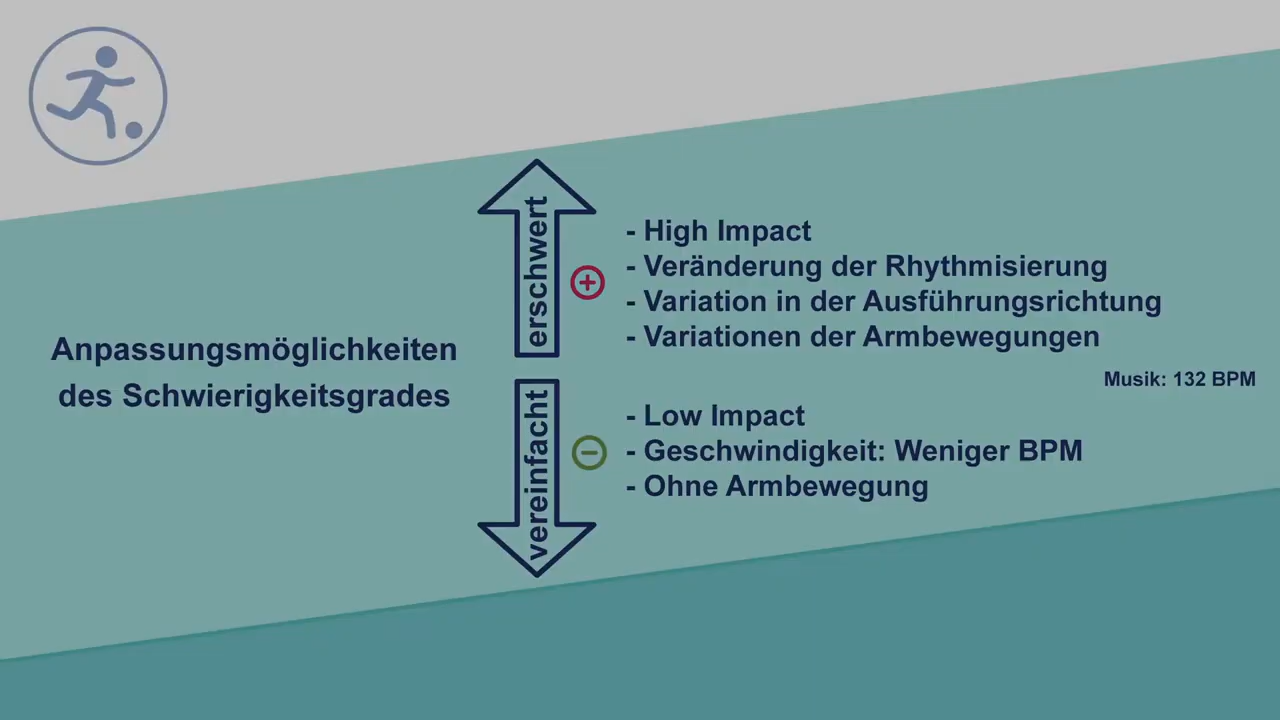 Anpassungsmöglichkeiten
des Schwierigkeitsgrades
erschwert
- High Impact
- Veränderung der Rhythmisierung
- Variation in der Ausführungsrichtung
- Variationen der Armbewegungen
Musik: 132 BPM
vereinfacht
- Low Impact
- Geschwindigkeit: Weniger BPM
- Ohne Armbewegung